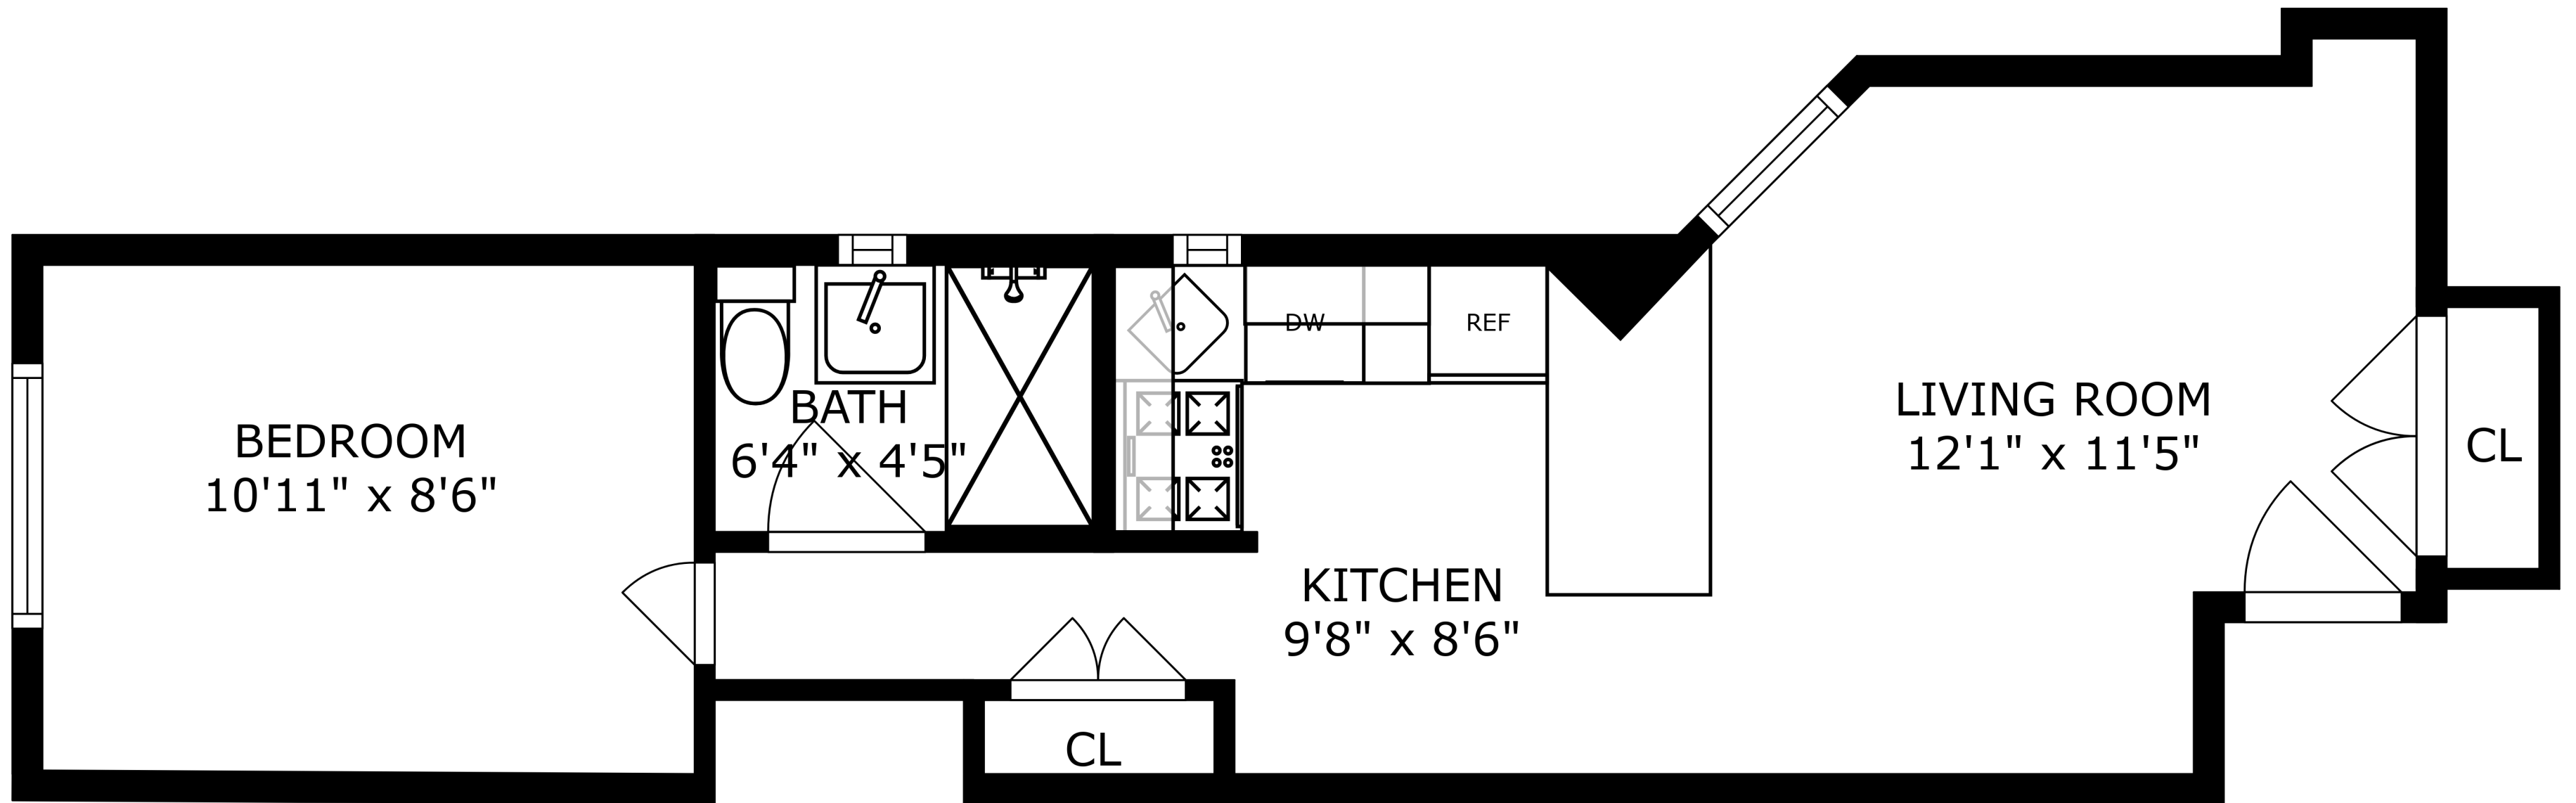 BEDROOM
10'11" x 8'6"
BATH
6'4" x 4'5"
DW
REF
KITCHEN
9'8" x 8'6"
CL
LIVING ROOM
12'1" x 11'5"
CL